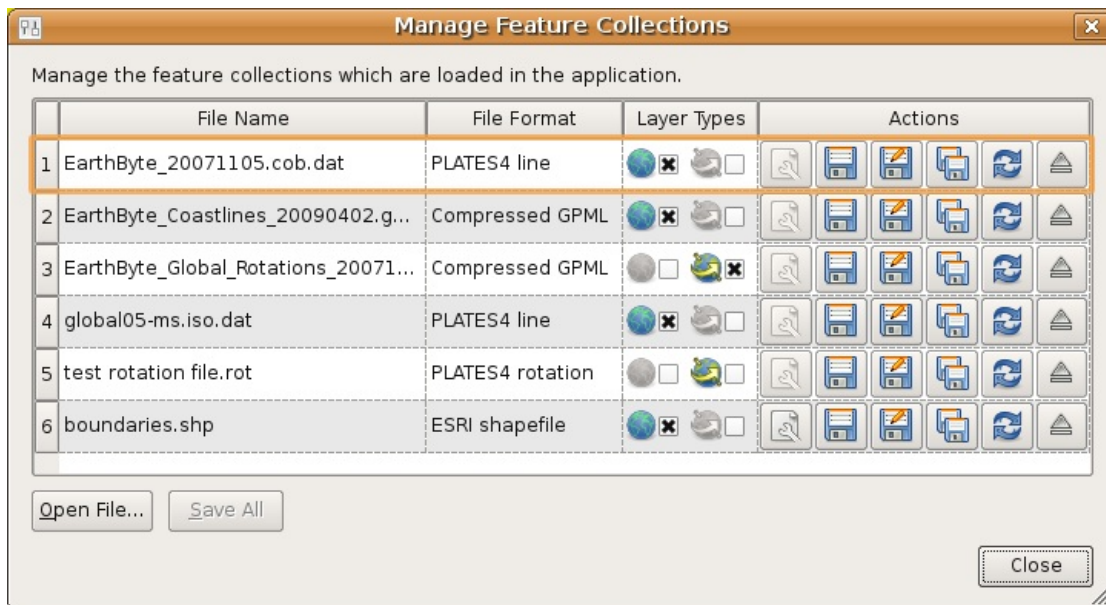 Manage Feature Collections
Manage the feature collections which are loaded in the application.
File Name File Format Layer Types Actions
1 EarthByte_20071105.cob.dat PLATES4 line
2 EarthByte_Coastlines_20090402.g... Compressed GPML
3 EarthByte_Global_Rotations_20071... Compressed GPML
4 global05-ms.iso.dat PLATES4 line
5 test rotation file.rot PLATES4 rotation
6 boundaries.shp ESRI shapefile
Open File... Save All
Close